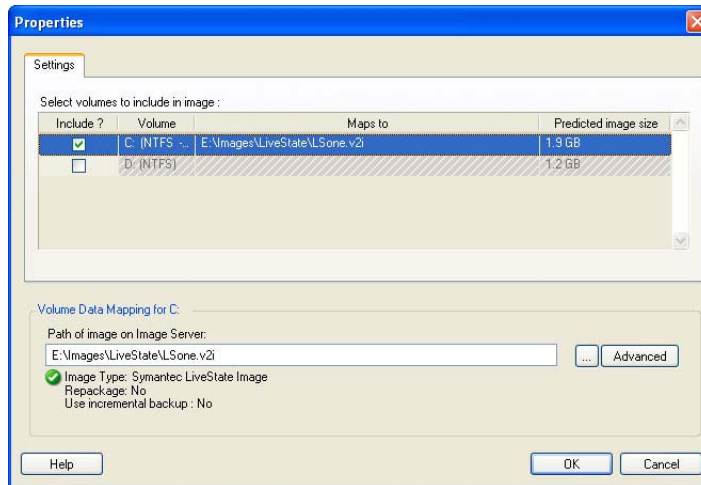 Properties
Settings
Select volumes to include in image :
Include ? Volume Maps to Predicted image size
C: (NTFS -... E:\Images\LiveState\LSone.v2i 1.9 GB
D: (NTFS) 1.2 GB
Volume Data Mapping for C:
Path of image on Image Server:
E:\Images\LiveState\LSone.v2i ... Advanced
Image Type: Symantec LiveState Image
Repackage: No
Use incremental backup : No
Help OK Cancel